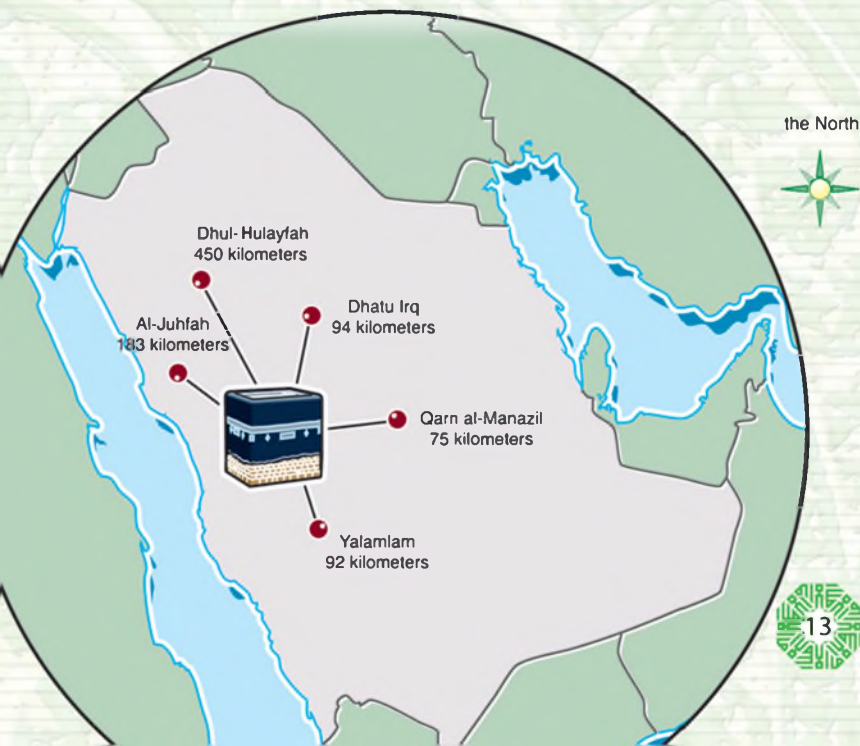 the North
Dhul-Hulayfah
450 kilometers
Dhatu Irq
94 kilometers
Al-Juhfah
183 kilometers
Qarn al-Manazil
75 kilometers
Yalamlam
92 kilometers
13